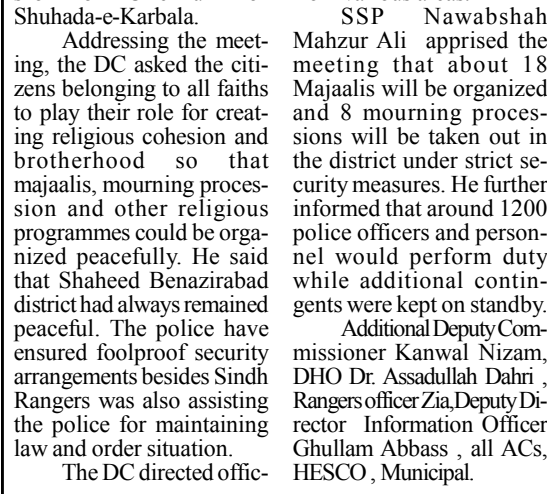 Shuhada-e-Karbala.
Addressing the meet-
ing, the DC asked the citi-
zens belonging to all faiths
to play their role for creat-
ing religious cohesion and
brotherhood so that
majaalis, mourning proces-
sion and other religious
programmes could be orga-
nized peacefully. He said
that Shaheed Benazirabad
district had always remained
peaceful. The police have
ensured foolproof security
arrangements besides Sindh
Rangers was also assisting
the police for maintaining
law and order situation.
The DC directed offic-
SSP Nawabshah
Mahzur Ali apprised the
meeting that about 18
Majaalis will be organized
and 8 mourning proces-
sions will be taken out in
the district under strict se-
curity measures. He further
informed that around 1200
police officers and person-
nel would perform duty
while additional contin-
gents were kept on standby.
Additional Deputy Com-
missioner Kanwal Nizam,
DHO Dr. Assadullah Dahri ,
Rangers officer Zia,Deputy Di-
rector Information Officer
Ghullam Abbass , all ACs,
HESCO , Municipal.